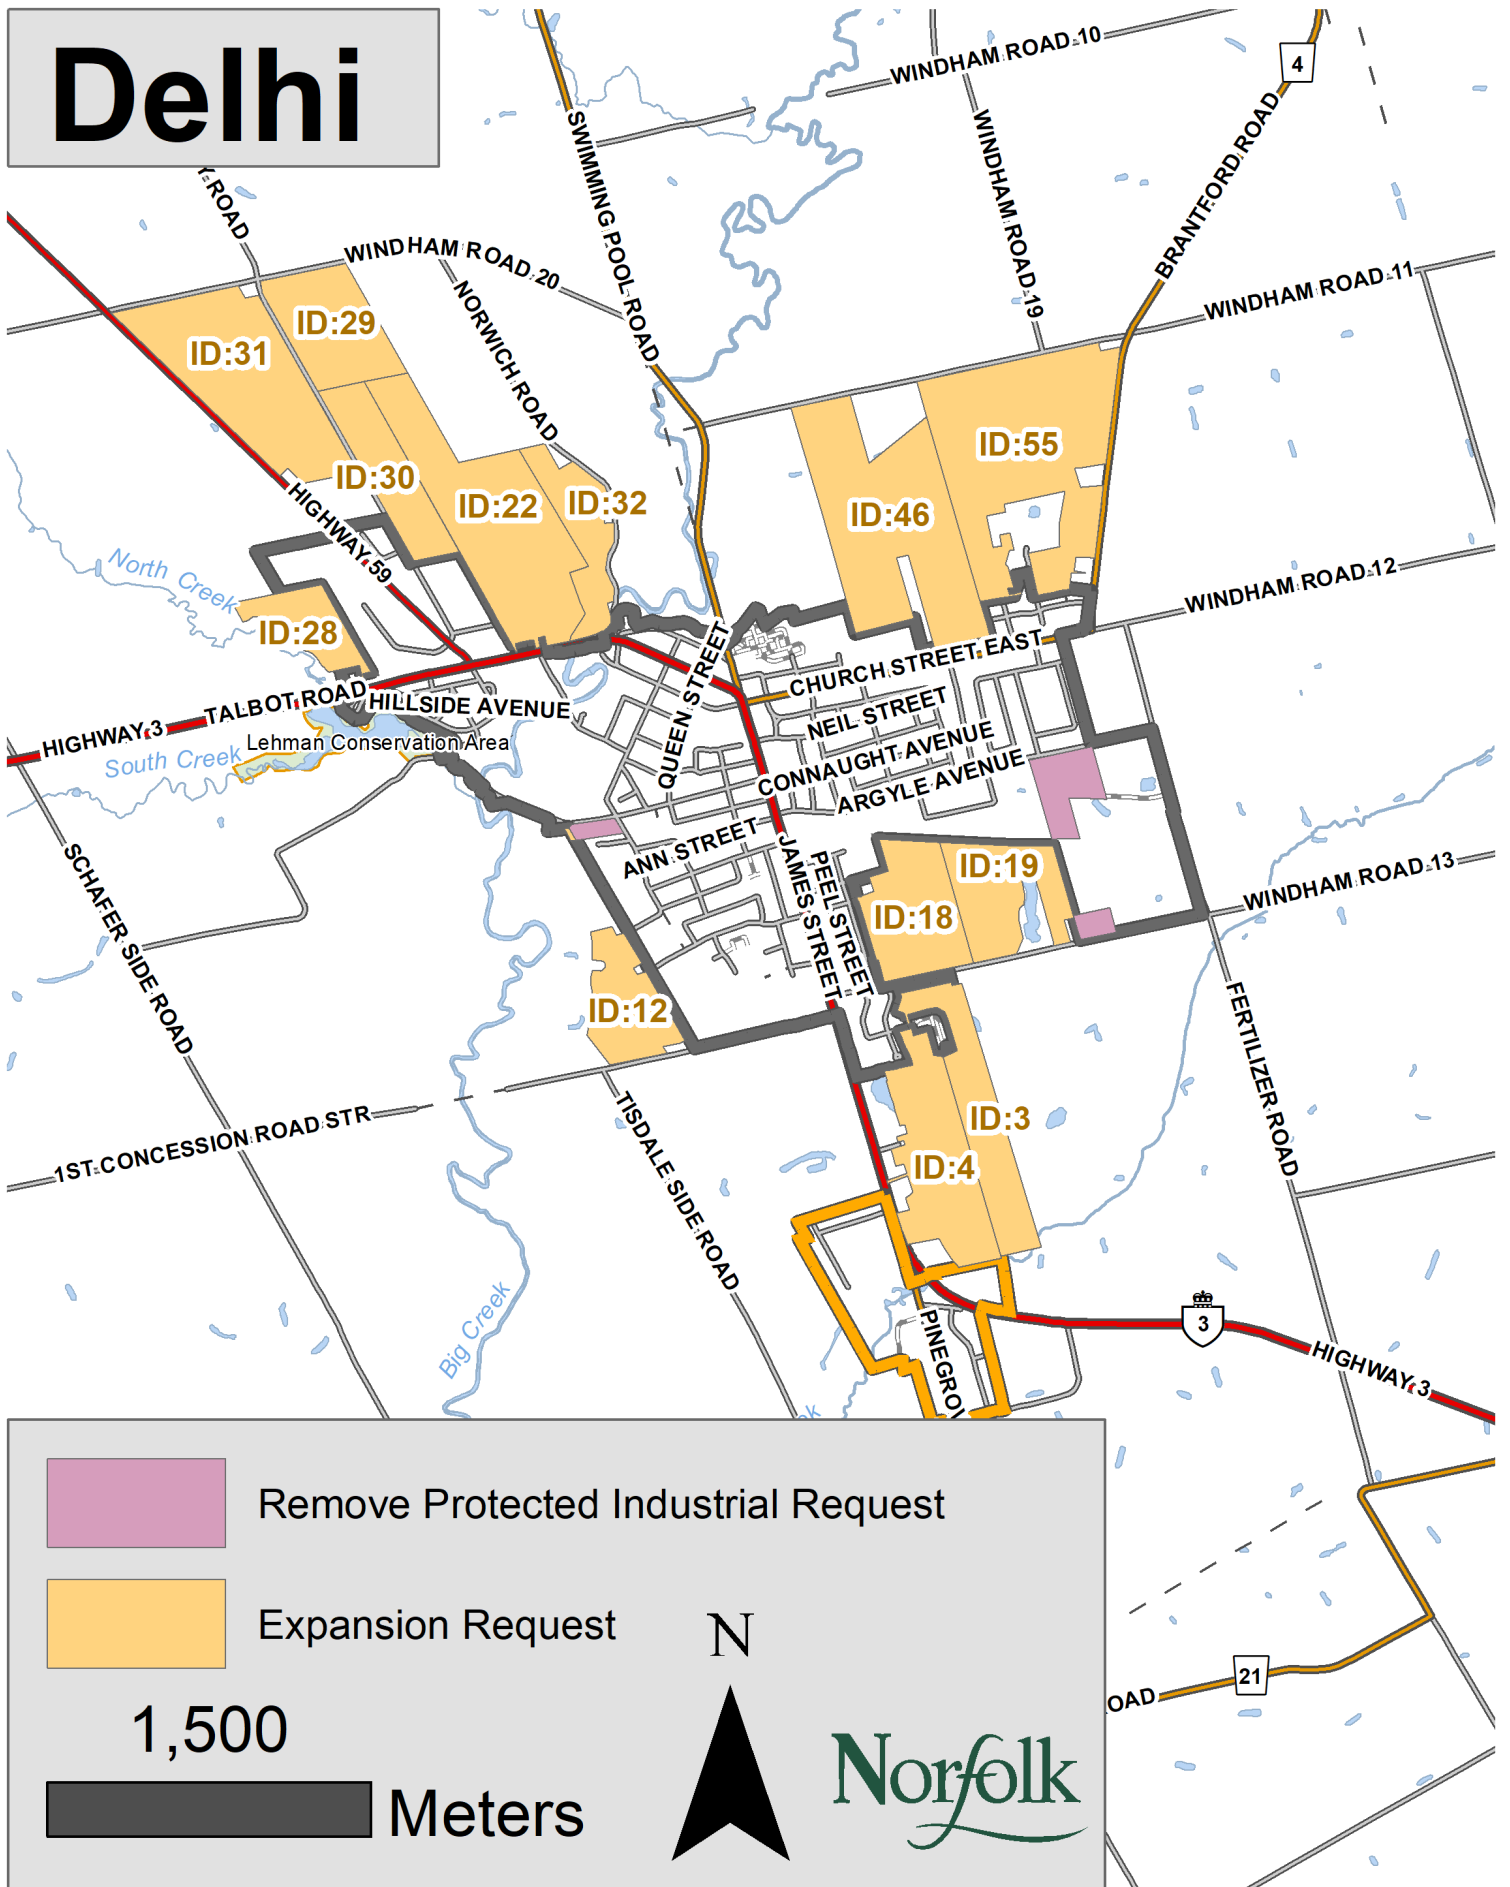 Delhi
WINDHAM ROAD 10
4
SWIMMING POOL ROAD
WINDHAM ROAD 19
BRANTFORD ROAD
Y ROAD
WINDHAM ROAD 20
NORWICH ROAD
WINDHAM ROAD 11
ID:29
ID:31
ID:55
ID:30
ID:22
ID:32
ID:46
HIGHWAY 59
North Creek
WINDHAM ROAD 12
ID:28
QUEEN STREET
CHURCH STREET EAST
TALBOT ROAD
HILLSIDE AVENUE
NEIL STREET
HIGHWAY 3
Lehman Conservation Area
South Creek
CONNAUGHT AVENUE
ARGYLE AVENUE
ANN STREET
JAMES STREET
PEEL STREET
SCHAFER SIDE ROAD
ID:19
ID:18
WINDHAM ROAD 13
ID:12
FERTILIZER ROAD
1ST CONCESSION ROAD STR
TISDALE SIDE ROAD
ID:3
ID:4
Big Creek
PINEGROV
3
HIGHWAY 3
ek
Remove Protected Industrial Request
Expansion Request
N
21
OAD
1,500
Meters
Norfolk